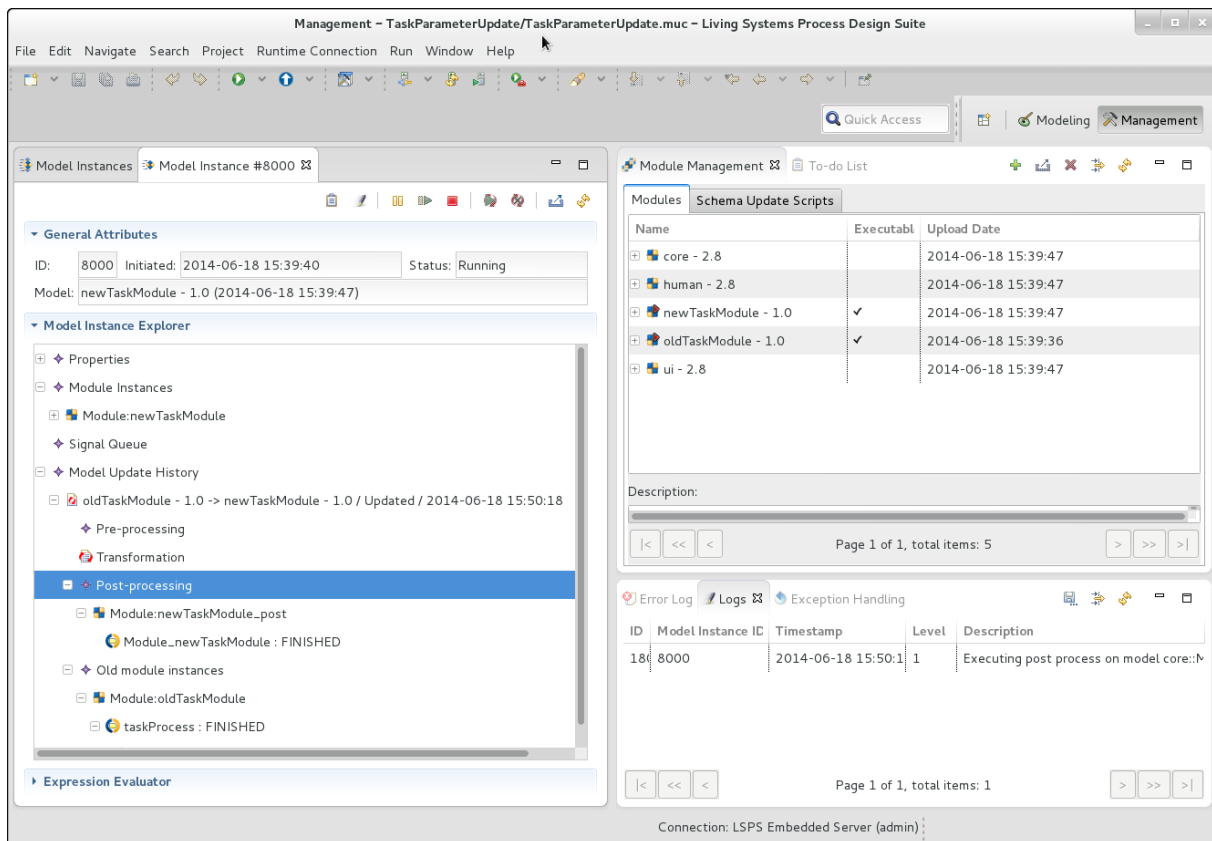 Management – TaskParameterUpdate/TaskParameterUpdate.muc – Living Systems Process Design Suite
File Edit Navigate Search Project Runtime Connection Run Window Help
Quick Access
Modeling
Management
Model Instances
Model Instance #8000
General Attributes
ID: 8000 Initiated: 2014-06-18 15:39:40 Status: Running
Model: newTaskModule - 1.0 (2014-06-18 15:39:47)
Model Instance Explorer
Properties
Module Instances
Module:newTaskModule
Signal Queue
Model Update History
oldTaskModule - 1.0 -> newTaskModule - 1.0 / Updated / 2014-06-18 15:50:18
Pre-processing
Transformation
Post-processing
Module:newTaskModule_post
Module_newTaskModule : FINISHED
Old module instances
Module:oldTaskModule
taskProcess : FINISHED
Expression Evaluator
Module Management
To-do List
Modules
Schema Update Scripts
Name Executabl Upload Date
core - 2.8 2014-06-18 15:39:47
human - 2.8 2014-06-18 15:39:47
newTaskModule - 1.0 ✓ 2014-06-18 15:39:47
oldTaskModule - 1.0 ✓ 2014-06-18 15:39:36
ui - 2.8 2014-06-18 15:39:47
Description:
|< << < Page 1 of 1, total items: 5 > >> >|
Error Log
Logs
Exception Handling
ID Model Instance ID Timestamp Level Description
8000 2014-06-18 15:50:1 1 Executing post process on model core::
|< << < Page 1 of 1, total items: 1 > >> >|
Connection: LSPS Embedded Server (admin)